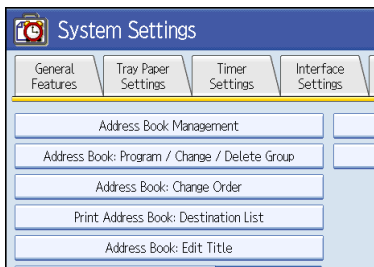 System Settings
General Features
Tray Paper Settings
Timer Settings
Interface Settings
Address Book Management
Address Book: Program / Change / Delete Group
Address Book: Change Order
Print Address Book: Destination List
Address Book: Edit Title